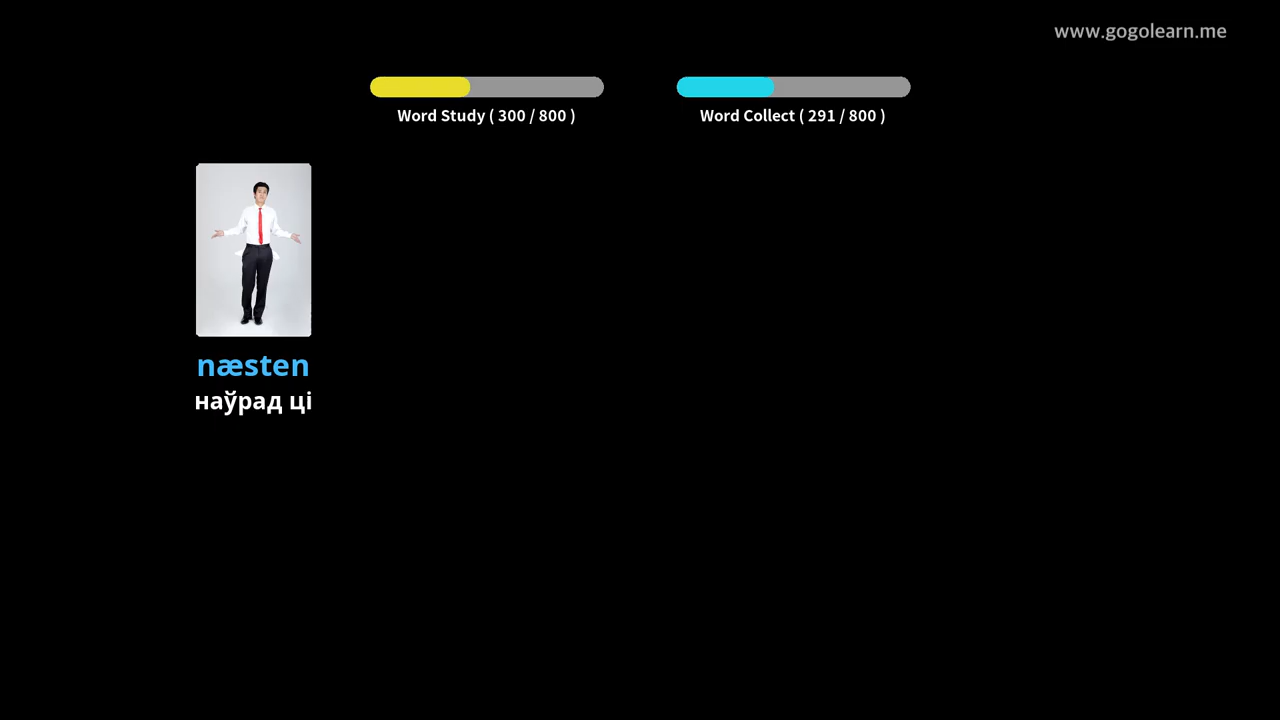 www.gogolearn.me
Word Study ( 300 / 800 )
Word Collect ( 291 / 800 )
næsten
наўрад ці